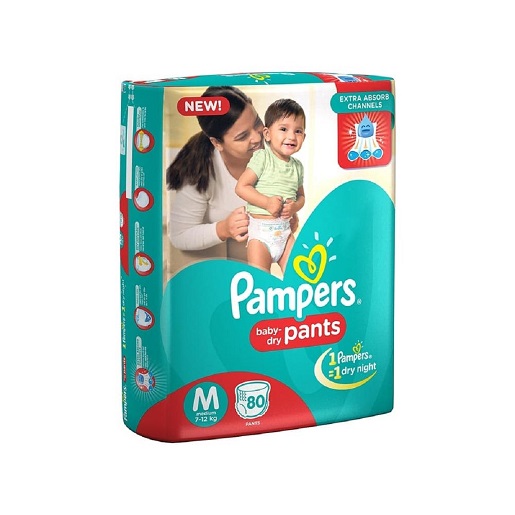 NEW!
EXTRA ABSORB
CHANNELS
Pampers®
baby-
dry
pants
1 Pampers®
=1 dry night
M
medium
7-12 kg
80
PANTS